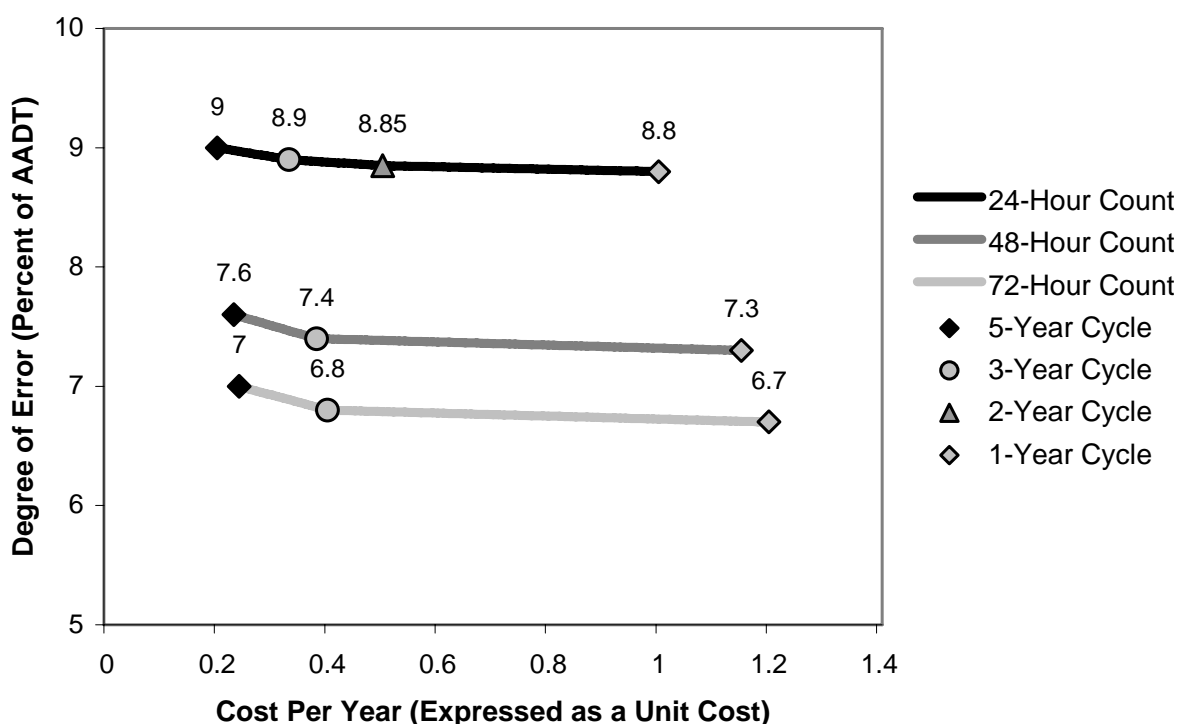 10
9
8
7
6
5
Degree of Error (Percent of AADT)
9
8.9
8.85
8.8
7.6
7.4
7.3
7
6.8
6.7
0
0.2
0.4
0.6
0.8
1
1.2
1.4
Cost Per Year (Expressed as a Unit Cost)
24-Hour Count
48-Hour Count
72-Hour Count
5-Year Cycle
3-Year Cycle
2-Year Cycle
1-Year Cycle